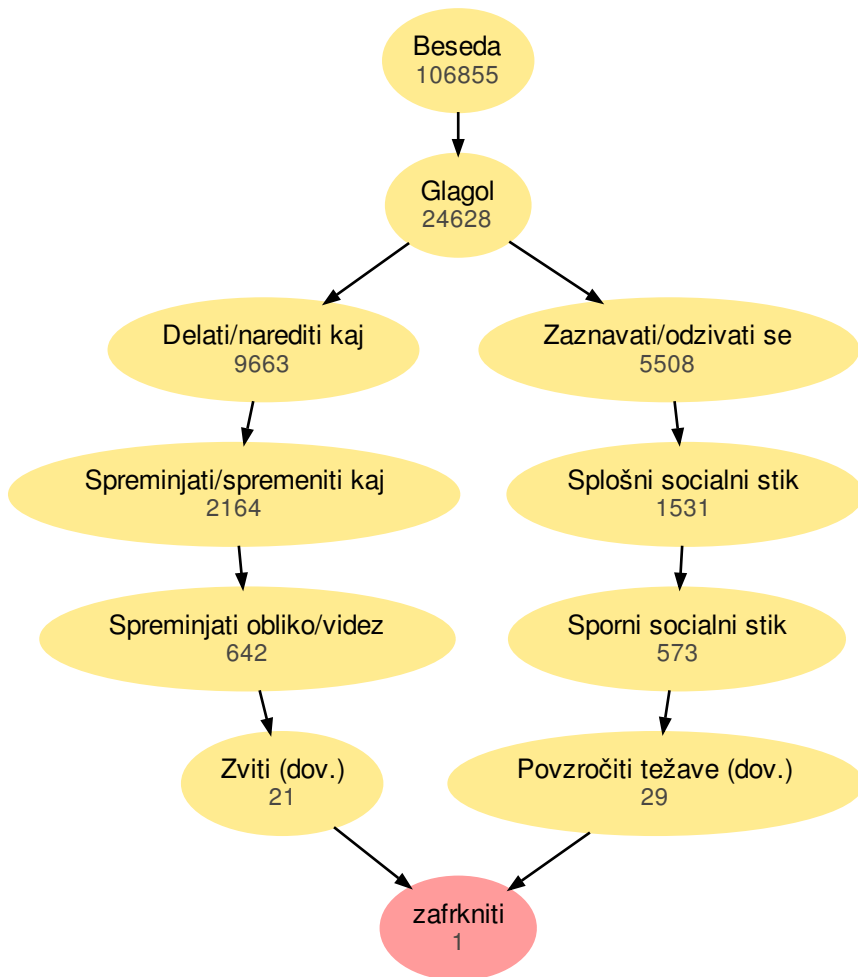 Beseda
106855
Glagol
24628
Delati/narediti kaj
9663
Zaznavati/odzivati se
5508
Spreminjati/spremeniti kaj
2164
Splošni socialni stik
1531
Spreminjati obliko/videz
642
Sporni socialni stik
573
Zviti (dov.)
21
Povzročiti težave (dov.)
29
zafrkniti
1